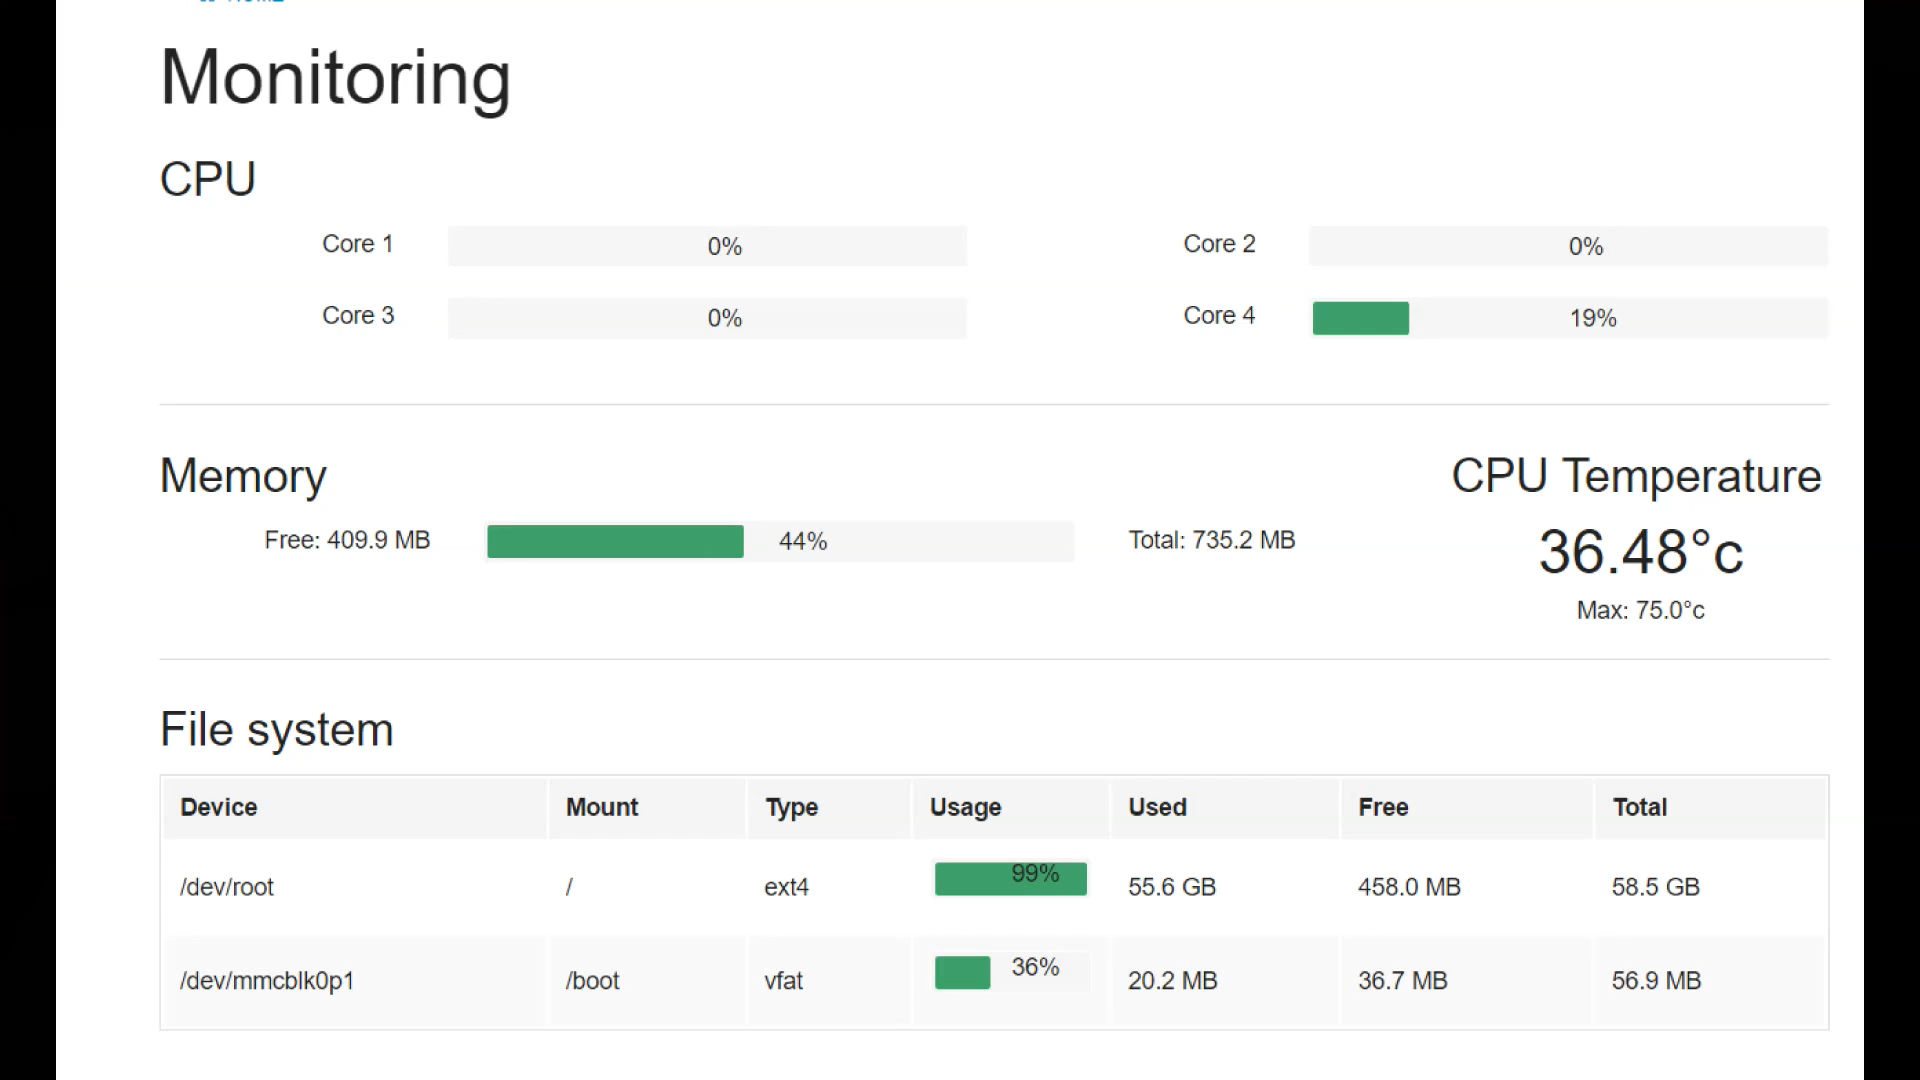 Monitoring
CPU
Core 1 0% Core 2 0%
Core 3 0% Core 4 19%
Memory CPU Temperature
Free: 409.9 MB 44% Total: 735.2 MB 36.48°c
Max: 75.0°c
File system
Device Mount Type Usage Used Free Total
/dev/root / ext4 99% 55.6 GB 458.0 MB 58.5 GB
/dev/mmcblk0p1 /boot vfat 36% 20.2 MB 36.7 MB 56.9 MB